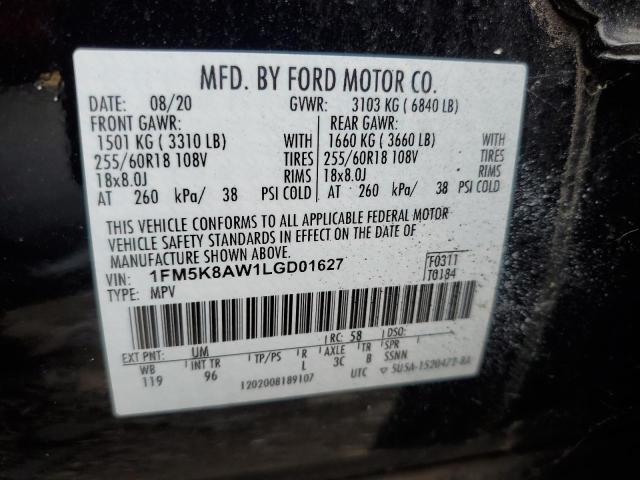 MFD. BY FORD MOTOR CO.
DATE: 08/20 GVWR: 3103 KG ( 6840 LB)
FRONT GAWR: REAR GAWR:
1501 KG ( 3310 LB) WITH 1660 KG ( 3660 LB) WITH
255/60R18 108V TIRES 255/60R18 108V TIRES
18x8.0J RIMS 18x8.0J RIMS
AT 260 kPa/ 38 PSI COLD AT 260 kPa/ 38 PSI COLD
THIS VEHICLE CONFORMS TO ALL APPLICABLE FEDERAL MOTOR
VEHICLE SAFETY STANDARDS IN EFFECT ON THE DATE OF
MANUFACTURE SHOWN ABOVE.
VIN: 1FM5K8AW1LGD01627 F0311
TYPE: MPV T0184
EXT PNT: UM RC: 58 DSO:
WB INT TR TP/PS R AXLE TR SPR
119 96 L 3C B SSNN
1202008189107 UTC ▽ 5USA-1520472-BA